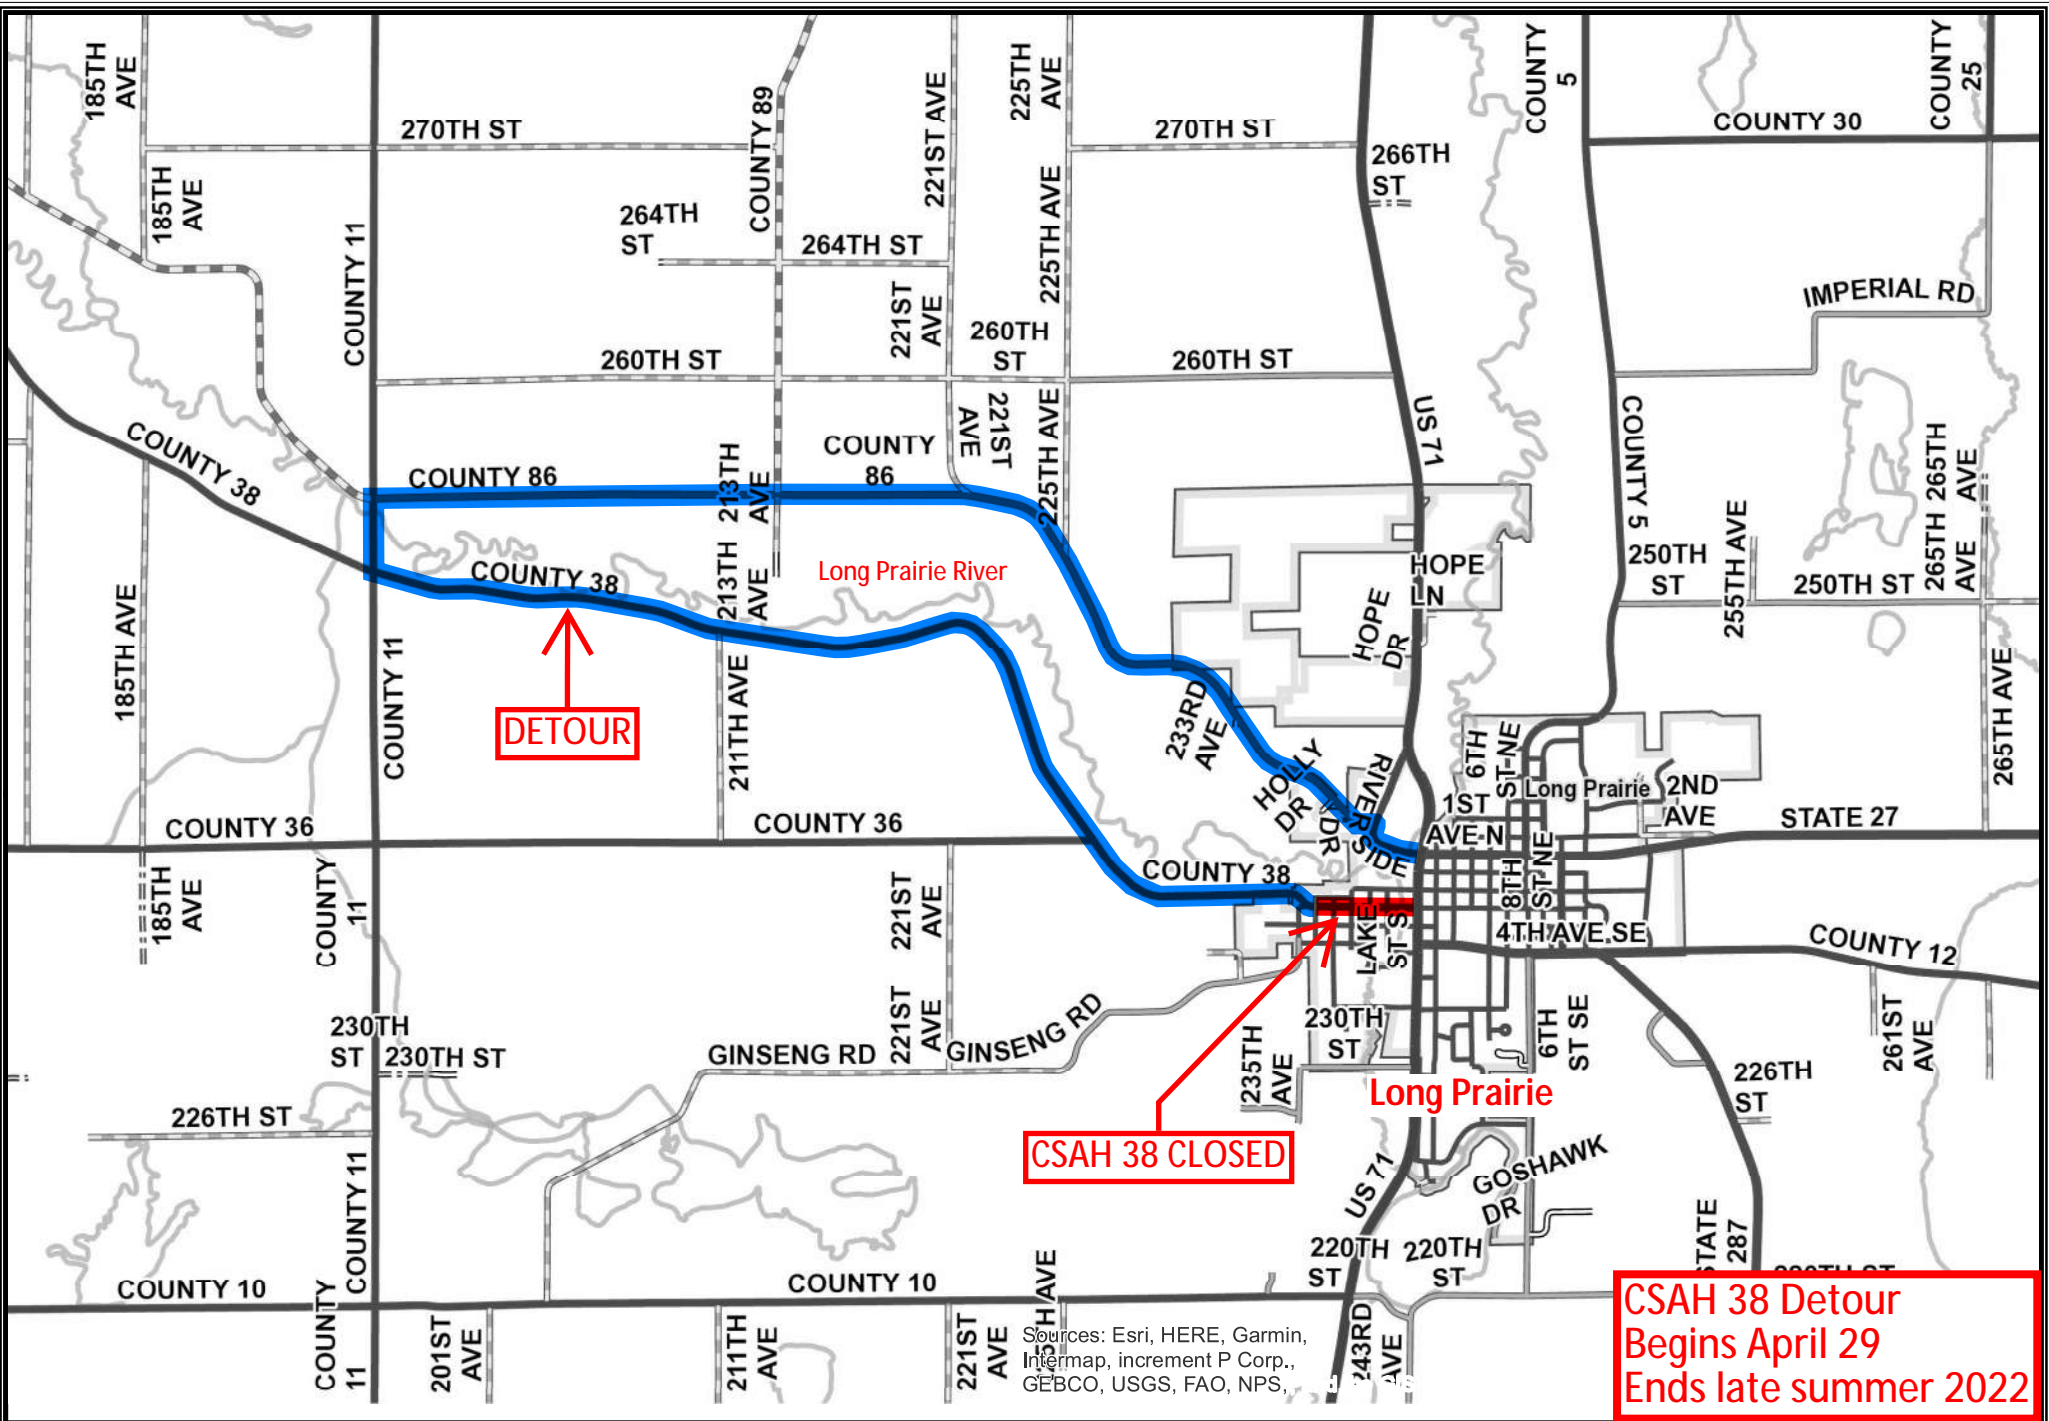 185TH
AVE
COUNTY 89
221ST AVE
225TH
AVE
COUNTY
5
COUNTY
25
270TH ST
270TH ST
COUNTY 30
266TH
ST
185TH
AVE
264TH
ST
264TH ST
225TH AVE
COUNTY 11
221ST
AVE
260TH
ST
IMPERIAL RD
260TH ST
260TH ST
US 71
COUNTY 38
COUNTY 86
213TH
AVE
COUNTY
86
221ST
AVE
225TH AVE
COUNTY 5
265TH
AVE
265TH
AVE
255TH AVE
250TH
ST
250TH ST
HOPE
LN
HOPE
DR
COUNTY 38
213TH
AVE
Long Prairie River
185TH AVE
COUNTY 11
DETOUR
211TH AVE
233RD
AVE
HOLLY
DR
DR
RIVERSIDE
6TH
ST NE
Long Prairie
2ND
AVE
265TH AVE
1ST
AVE N
STATE 27
COUNTY 36
COUNTY 36
COUNTY 38
8TH
ST NE
185TH
AVE
COUNTY
11
221ST
AVE
LAKE
ST S
4TH AVE SE
COUNTY 12
230TH
ST
230TH ST
GINSENG RD
221ST
AVE
GINSENG RD
235TH
AVE
230TH
ST
6TH
ST SE
261ST
AVE
226TH
ST
Long Prairie
226TH ST
CSAH 38 CLOSED
COUNTY 11
US 71
GOSHAWK
DR
STATE
287
220TH
ST
220TH
ST
COUNTY 10
COUNTY 10
COUNTY
11
201ST
AVE
211TH
AVE
221ST
AVE
225TH AVE
243RD
AVE
Sources: Esri, HERE, Garmin,
Intermap, increment P Corp.,
GEBCO, USGS, FAO, NPS,
CSAH 38 Detour
Begins April 29
Ends late summer 2022